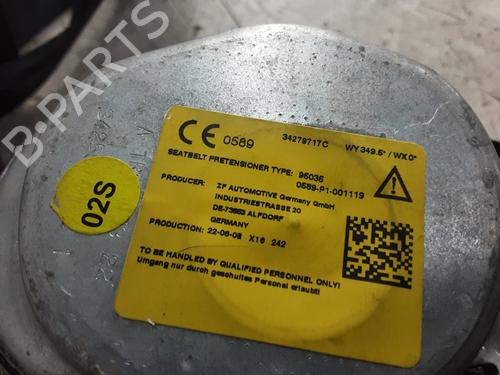 CE 0589
34279717C WY349.5° / WX0°
SEATBELT PRETENSIONER TYPE: 95035
0589-P1-001119
PRODUCER: ZF AUTOMOTIVE Germany GmbH
INDUSTRIESTRASSE 20
DE-73553 ALFDORF
GERMANY
PRODUCTION: 22-06-08 X16 242
TO BE HANDLED BY QUALIFIED PERSONNEL ONLY!
Umgang nur durch geschultes Personal erlaubt!
02S
B-PARTS